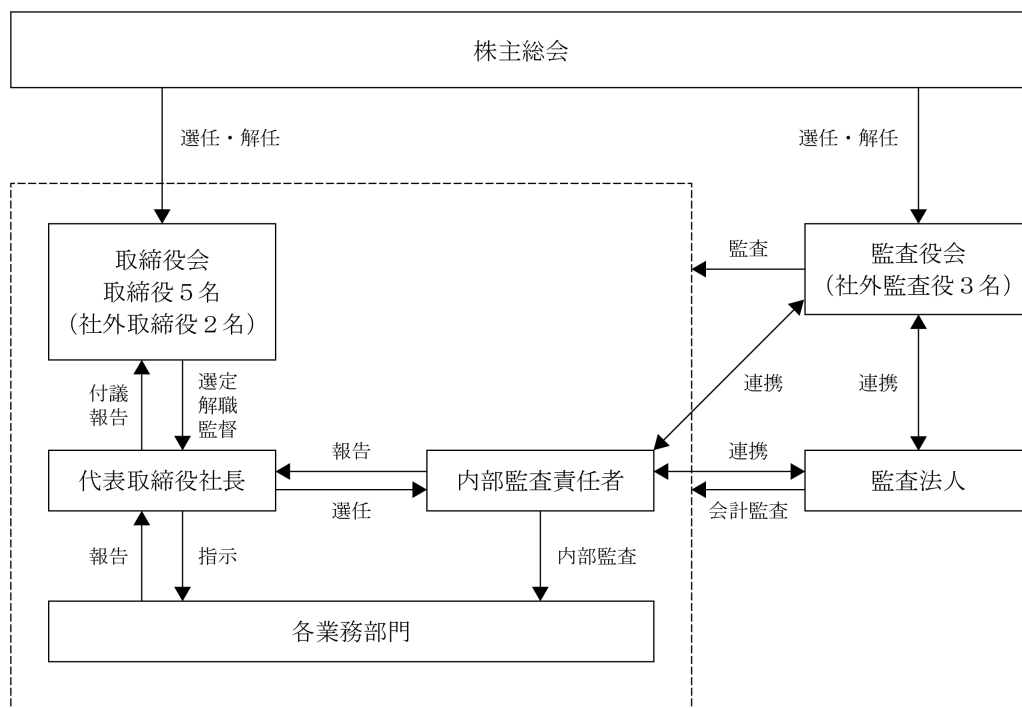 株主総会
選任・解任
選任・解任
取締役会
取締役５名
（社外取締役２名）
監査
監査役会
（社外監査役３名）
付議
報告
選定
解職
監督
連携
連携
代表取締役社長
報告
選任
内部監査責任者
連携
会計監査
監査法人
報告
指示
内部監査
各業務部門